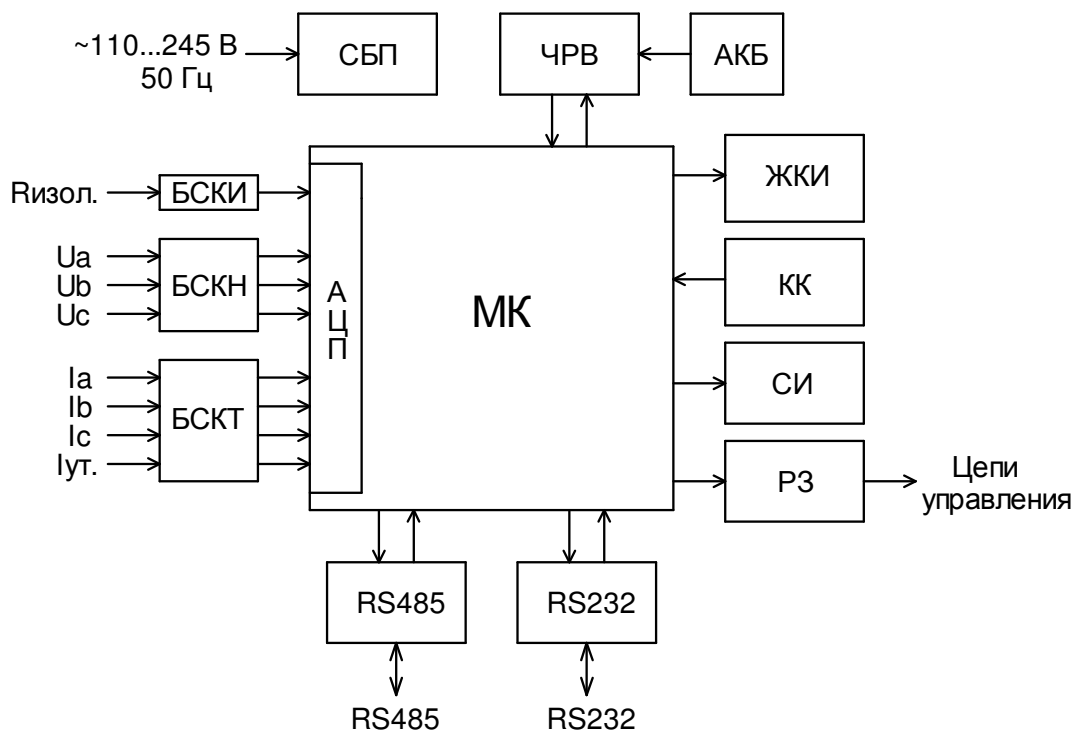 ~110...245 В
50 Гц
СБП
ЧРВ
АКБ
Rизол.
БСКИ
Ua
Ub
Uc
БСКН
Ia
Ib
Ic
Iут.
БСКТ
А
Ц
П
МК
ЖКИ
КК
СИ
РЗ
Цепи
управления
RS485
RS232
RS485
RS232